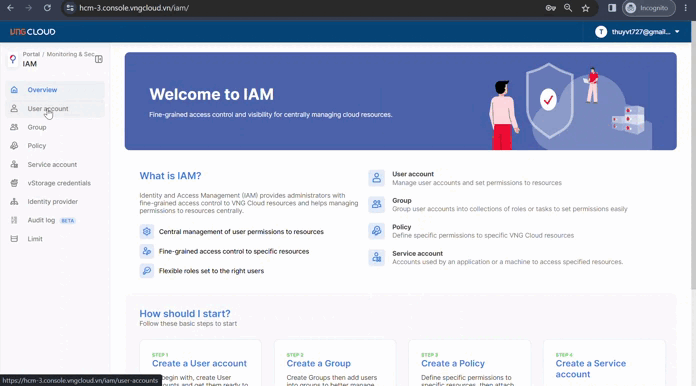 hcm-3.console.vngcloud.vn/iam/
Incognito
VNG CLOUD
T
thuyvt727@gmail...
Portal / Monitoring & Sec...
IAM
Overview
User account
Group
Policy
Service account
vStorage credentials
Identity provider
Audit log BETA
Limit
Welcome to IAM
Fine-grained access control and visibility for centrally managing cloud resources.
What is IAM?
Identity and Access Management (IAM) provides administrators with
fine-grained access control to VNG Cloud resources and helps managing
permissions to resources centrally.
Central management of user permissions to resources
Fine-grained access control to specific resources
Flexible roles set to the right users
User account
Manage user accounts and set permissions to resources
Group
Group user accounts into collections of roles or tasks to set permissions easily
Policy
Define specific permissions to specific VNG Cloud resources
Service account
Accounts used by an application or a machine to access specified resources.
How should I start?
Follow these basic steps to start
STEP 1
Create a User account
begin with, create User
accounts and get them ready to
STEP 2
Create a Group
Create Groups then add users
into groups to better manage
STEP 3
Create a Policy
Define specific permissions to
specific resources, then attach
STEP 4
Create a Service
account
https://hcm-3.console.vngcloud.vn/iam/user-accounts